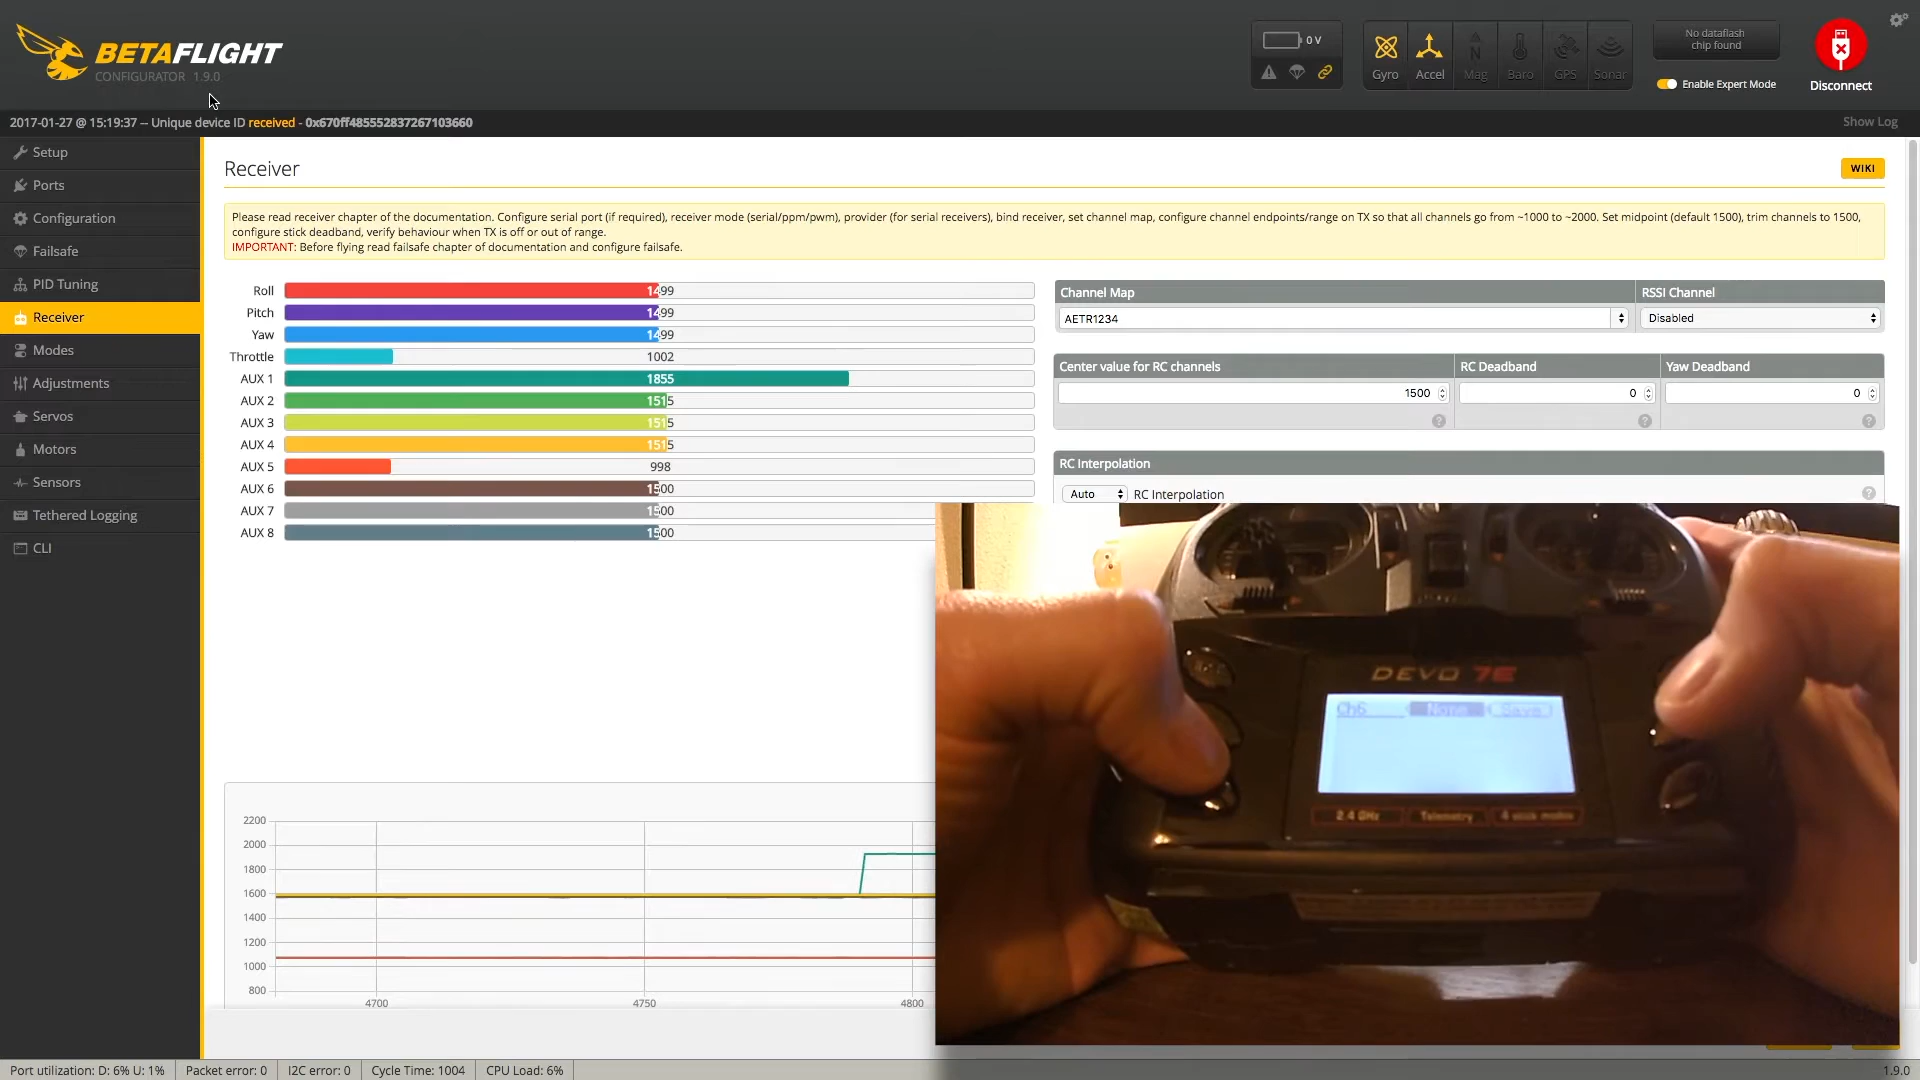 BETAFLIGHT
CONFIGURATOR 1.9.0
0 V
Gyro
Accel
Mag
Baro
GPS
Sonar
No dataflash
chip found
Enable Expert Mode
Disconnect
2017-01-27 @ 15:19:37 -- Unique device ID received - 0x670ff485552837267103660
Show Log
Setup
Ports
Configuration
Failsafe
PID Tuning
Receiver
Modes
Adjustments
Servos
Motors
Sensors
Tethered Logging
CLI
Receiver
WIKI
Please read receiver chapter of the documentation. Configure serial port (if required), receiver mode (serial/ppm/pwm), provider (for serial receivers), bind receiver, set channel map, configure channel endpoints/range on TX so that all channels go from ~1000 to ~2000. Set midpoint (default 1500), trim channels to 1500,
configure stick deadband, verify behaviour when TX is off or out of range.
IMPORTANT: Before flying read failsafe chapter of documentation and configure failsafe.
Roll 1499
Pitch 1499
Yaw 1499
Throttle 1002
AUX 1 1855
AUX 2 1515
AUX 3 1515
AUX 4 1515
AUX 5 998
AUX 6 1500
AUX 7 1500
AUX 8 1500
Channel Map
AETR1234
RSSI Channel
Disabled
Center value for RC channels
1500
RC Deadband
0
Yaw Deadband
0
RC Interpolation
Auto RC Interpolation
2200
2000
1800
1600
1400
1200
1000
800
4700 4750 4800
DEVO 7E
Ch6 None Save
2.4 GHz Telemetry 4 stick modes
Port utilization: D: 6% U: 1%
Packet error: 0
I2C error: 0
Cycle Time: 1004
CPU Load: 6%
1.9.0